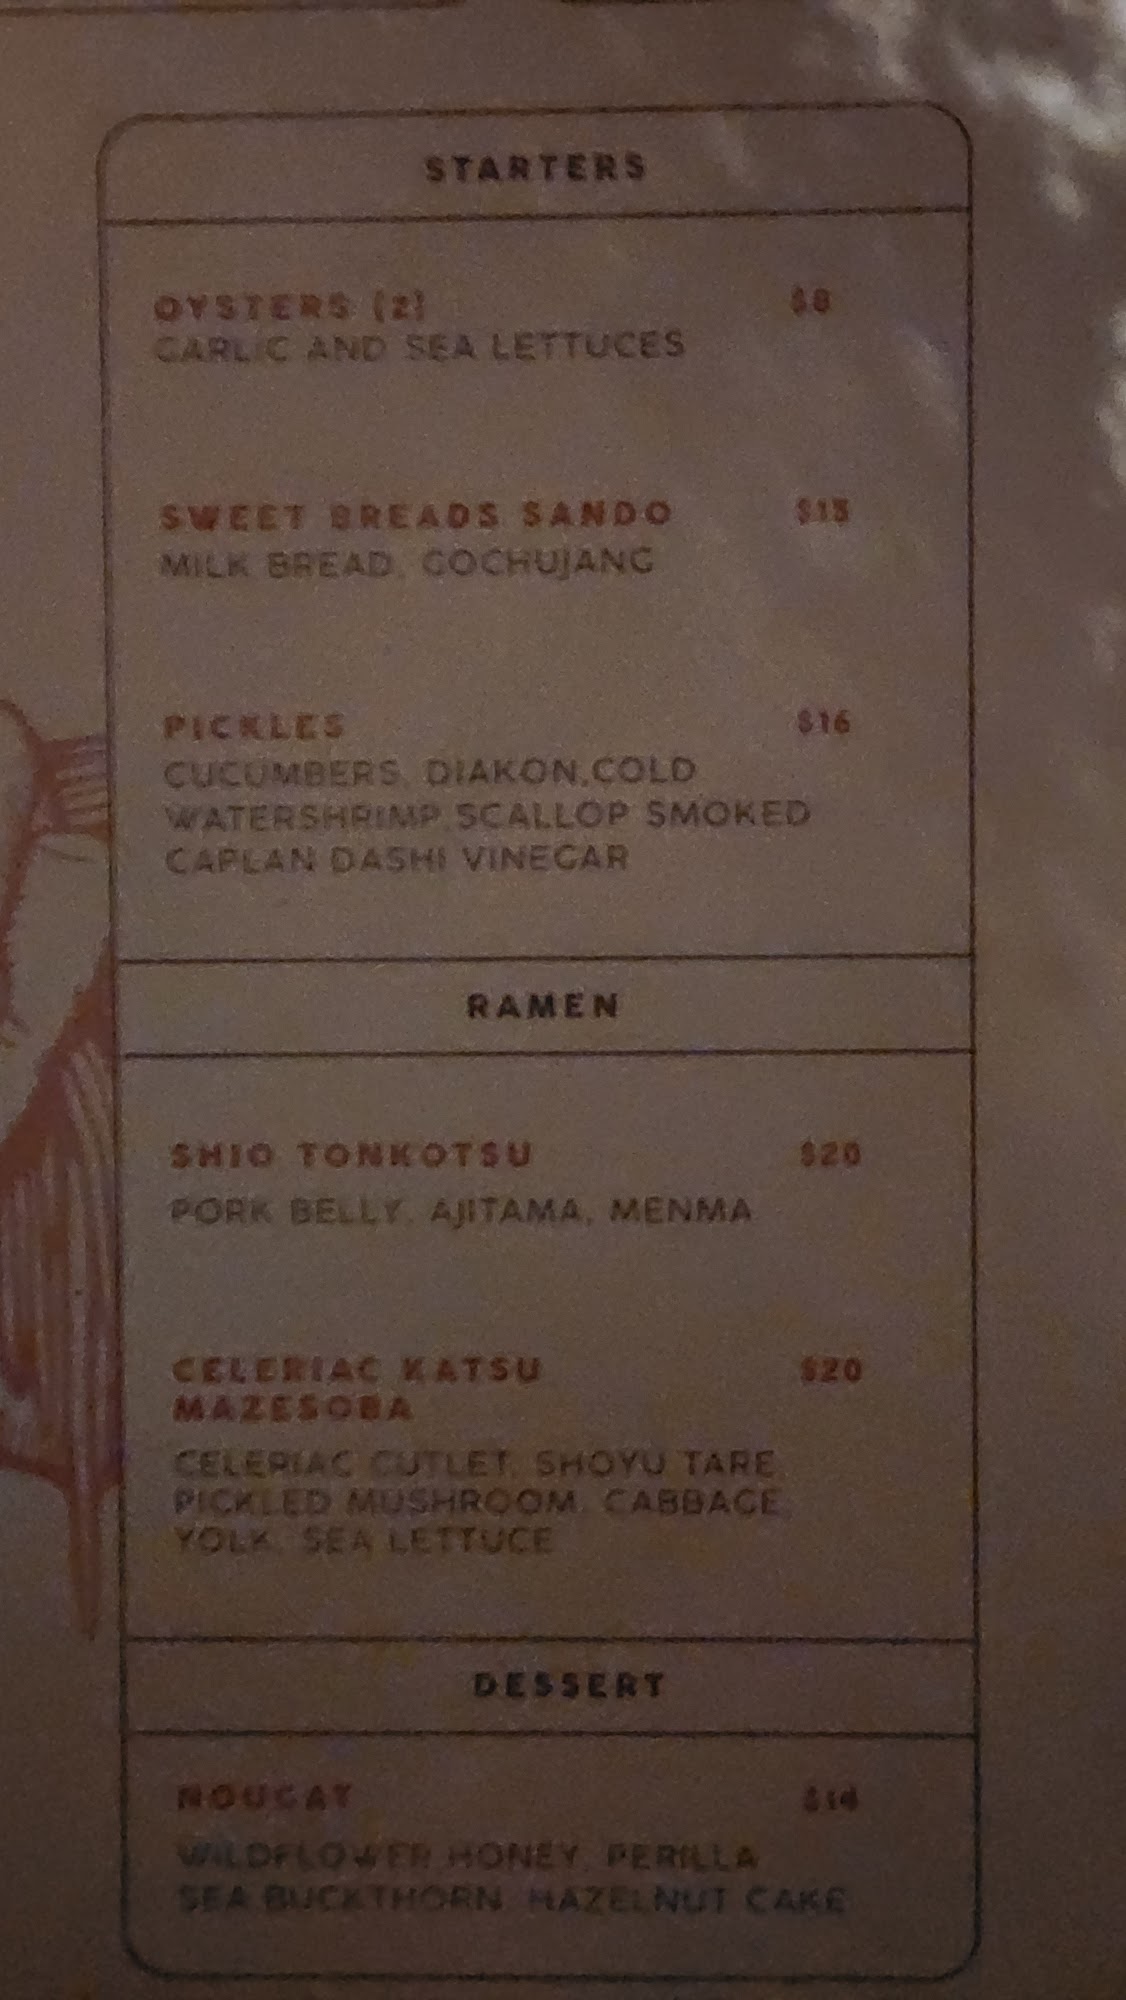 STARTERS
OYSTERS (2) $8
GARLIC AND SEA LETTUCES
SWEET BREADS SANDO $15
MILK BREAD, GOCHUJANG
PICKLES $16
CUCUMBERS, DIAKON,COLD
WATERSHRIMP,SCALLOP SMOKED
CAPLAN DASHI VINEGAR
RAMEN
SHIO TONKOTSU $20
PORK BELLY, AJITAMA, MENMA
CELERIAC KATSU $20
MAZESOBA
CELERIAC CUTLET, SHOYU TARE
PICKLED MUSHROOM, CABBAGE,
YOLK, SEA LETTUCE
DESSERT
NOUGAT $14
WILDFLOWER HONEY, PERILLA
SEA BUCKTHORN, HAZELNUT CAKE